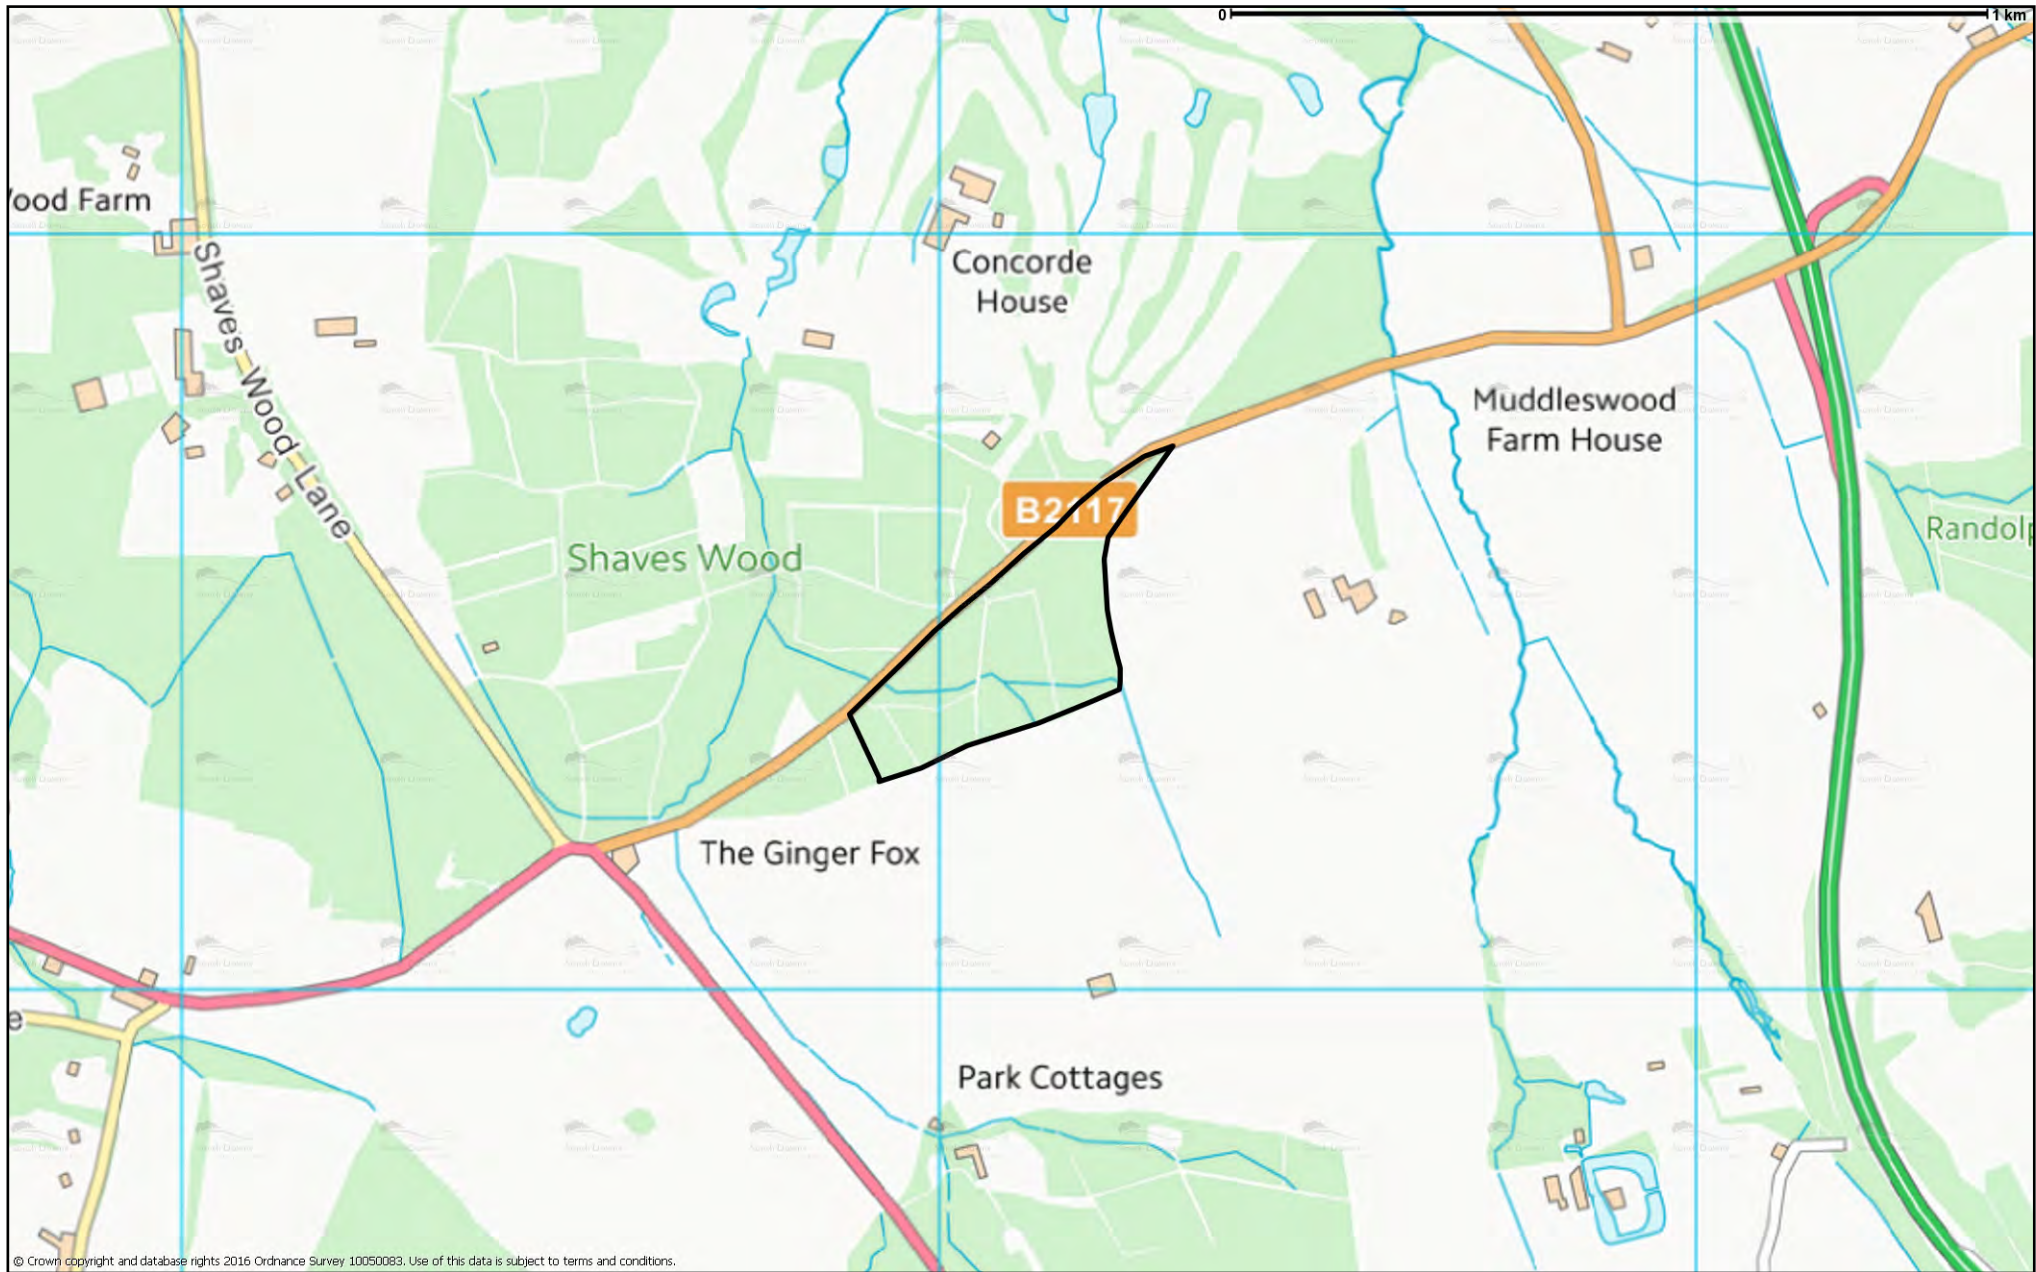 0 1 km
ood Farm
Shaves Wood Lane
Concorde
House
Muddleswood
Farm House
B2117
Shaves Wood
Randolp
The Ginger Fox
e
Park Cottages
© Crown copyright and database rights 2016 Ordnance Survey 10050083. Use of this data is subject to terms and conditions.